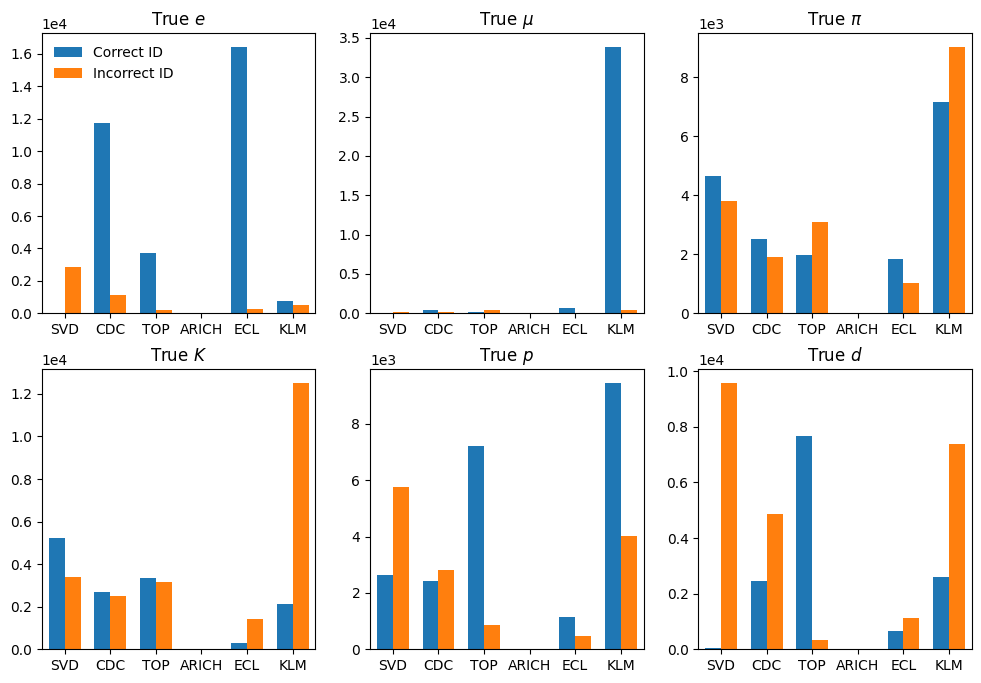 True e
1e4
1.6
1.4
1.2
1.0
0.8
0.6
0.4
0.2
0.0
Correct ID
Incorrect ID
SVD CDC TOP ARICH ECL KLM
True μ
1e4
3.5
3.0
2.5
2.0
1.5
1.0
0.5
0.0
SVD CDC TOP ARICH ECL KLM
True π
1e3
8
6
4
2
0
SVD CDC TOP ARICH ECL KLM
True K
1e4
1.2
1.0
0.8
0.6
0.4
0.2
0.0
SVD CDC TOP ARICH ECL KLM
True p
1e3
8
6
4
2
0
SVD CDC TOP ARICH ECL KLM
True d
1e4
1.0
0.8
0.6
0.4
0.2
0.0
SVD CDC TOP ARICH ECL KLM